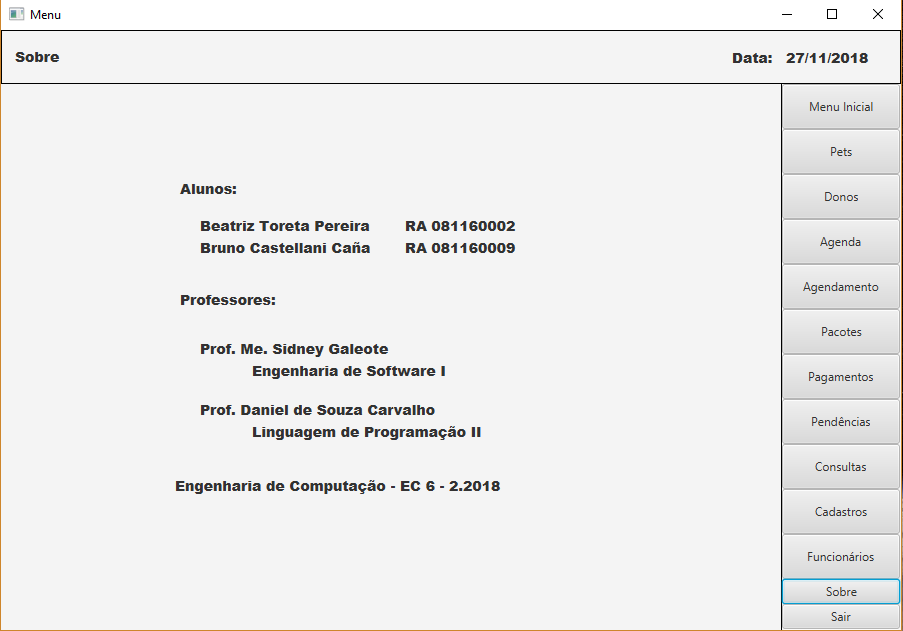 Menu
Sobre
Data: 27/11/2018
Alunos:
Beatriz Toreta Pereira RA 081160002
Bruno Castellani Caña RA 081160009
Professores:
Prof. Me. Sidney Galeote
Engenharia de Software I
Prof. Daniel de Souza Carvalho
Linguagem de Programação II
Engenharia de Computação - EC 6 - 2.2018
Menu Inicial
Pets
Donos
Agenda
Agendamento
Pacotes
Pagamentos
Pendências
Consultas
Cadastros
Funcionários
Sobre
Sair